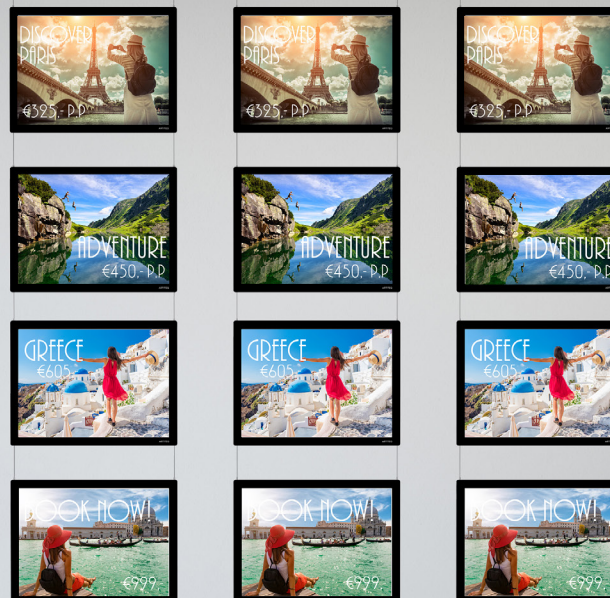 DISCOVER
PARIS
€325,- P.P.
DISCOVER
PARIS
€325,- P.P.
DISCOVER
PARIS
€325,- P.P.
ADVENTURE
€450,- P.P.
ADVENTURE
€450,- P.P.
ADVENTURE
€450,- P.P.
GREECE
€605,-
GREECE
€605,-
GREECE
€605,-
BOOK NOW!
€999,-
BOOK NOW!
€999,-
BOOK NOW!
€999,-